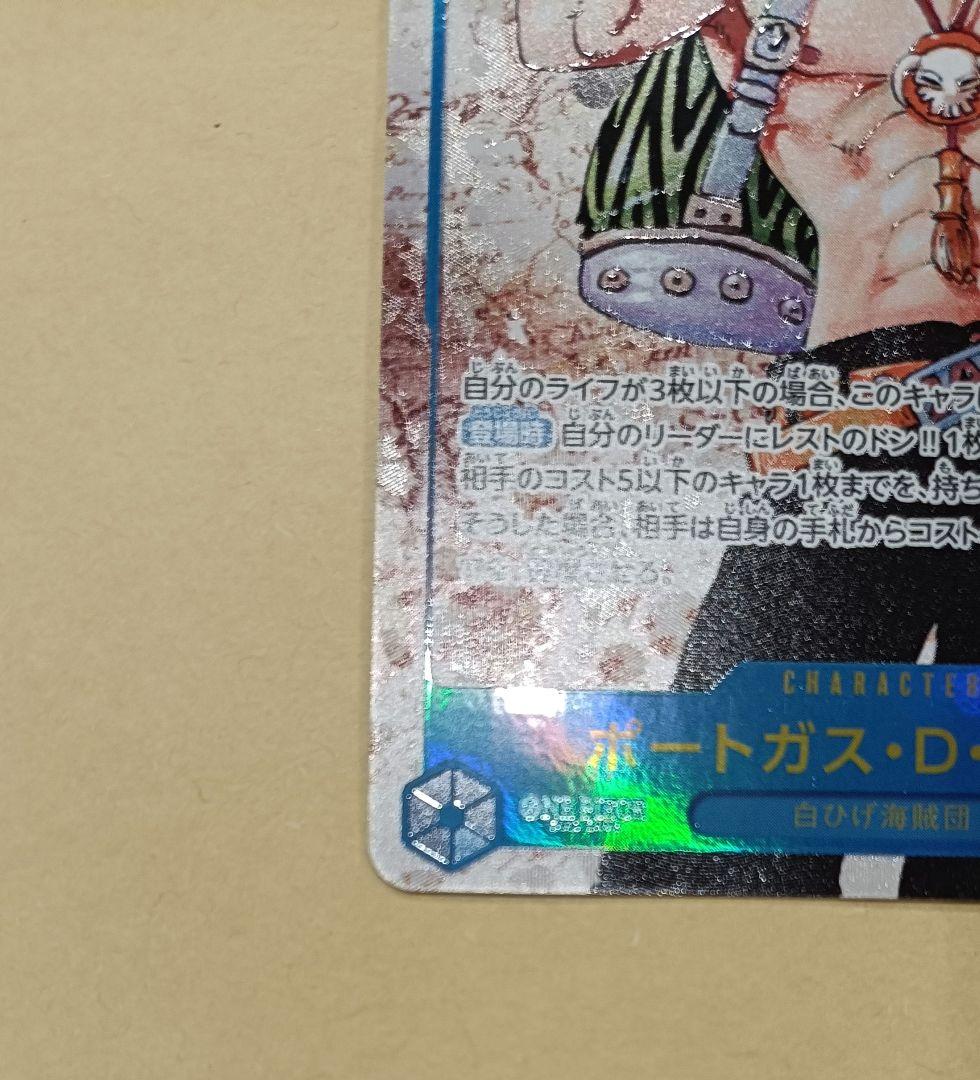 自分のライフが3枚以下の場合、このキャラ
登場時 自分のリーダーにレストのドン!!1枚
相手のコスト5以下のキャラ1枚までを、持ち
そうした場合、相手は自身の手札からコスト
CHARACTER
ポートガス・D・
白ひげ海賊団